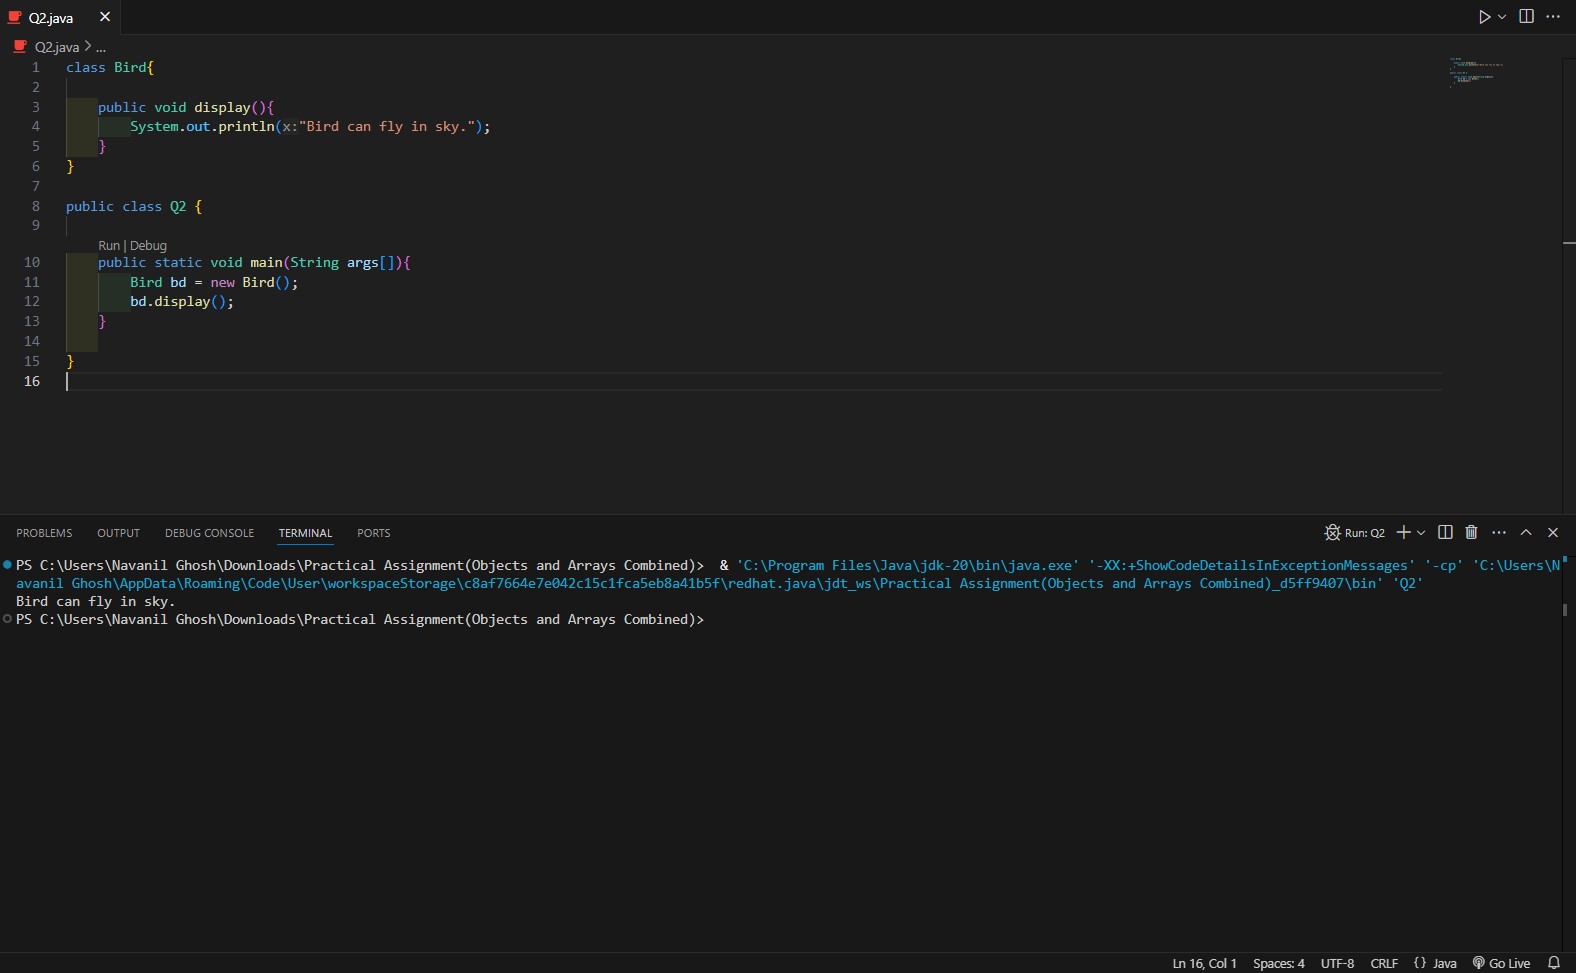 Q2.java
Q2.java > ...
1 class Bird{
2
3 public void display(){
4 System.out.println(x:"Bird can fly in sky.");
5 }
6 }
7
8 public class Q2 {
9
Run | Debug
10 public static void main(String args[]){
11 Bird bd = new Bird();
12 bd.display();
13 }
14
15 }
16
PROBLEMS OUTPUT DEBUG CONSOLE TERMINAL PORTS Run: Q2
PS C:\Users\Navanil Ghosh\Downloads\Practical Assignment(Objects and Arrays Combined)> & 'C:\Program Files\Java\jdk-20\bin\java.exe' '-XX:+ShowCodeDetailsInExceptionMessages' '-cp' 'C:\Users\N
avanil Ghosh\AppData\Roaming\Code\User\workspaceStorage\c8af7664e7e042c15c1fca5eb8a41b5f\redhat.java\jdt_ws\Practical Assignment(Objects and Arrays Combined)_d5ff9407\bin' 'Q2'
Bird can fly in sky.
PS C:\Users\Navanil Ghosh\Downloads\Practical Assignment(Objects and Arrays Combined)>
Ln 16, Col 1 Spaces: 4 UTF-8 CRLF {} Java Go Live